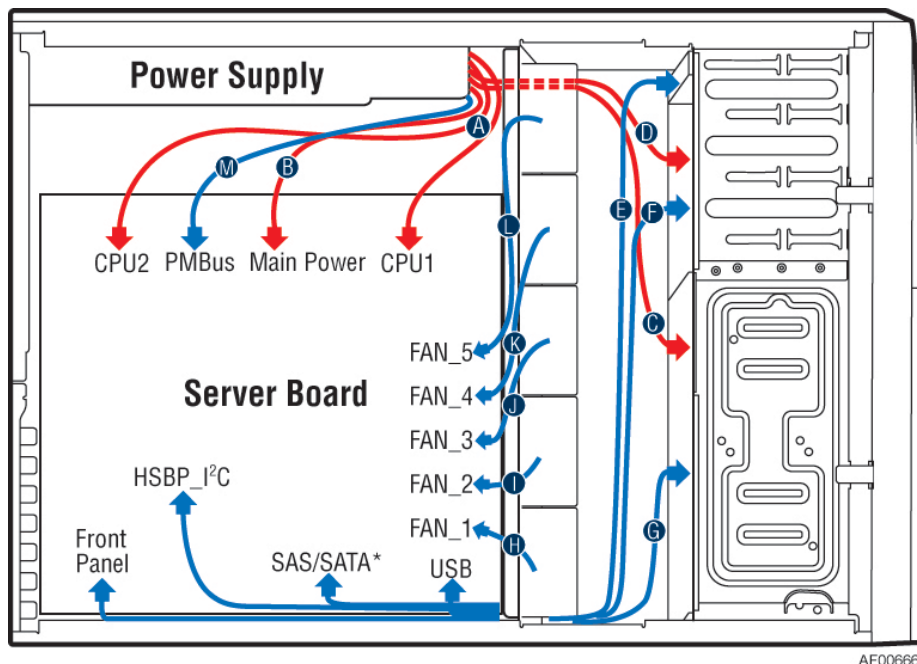 Power Supply
A
D
M
B
E
F
L
CPU2 PMBus Main Power CPU1
C
K
FAN_5
Server Board
FAN_4
J
FAN_3
HSBP_I²C
FAN_2
I
G
FAN_1
H
Front
Panel
SAS/SATA*
USB
AF00666